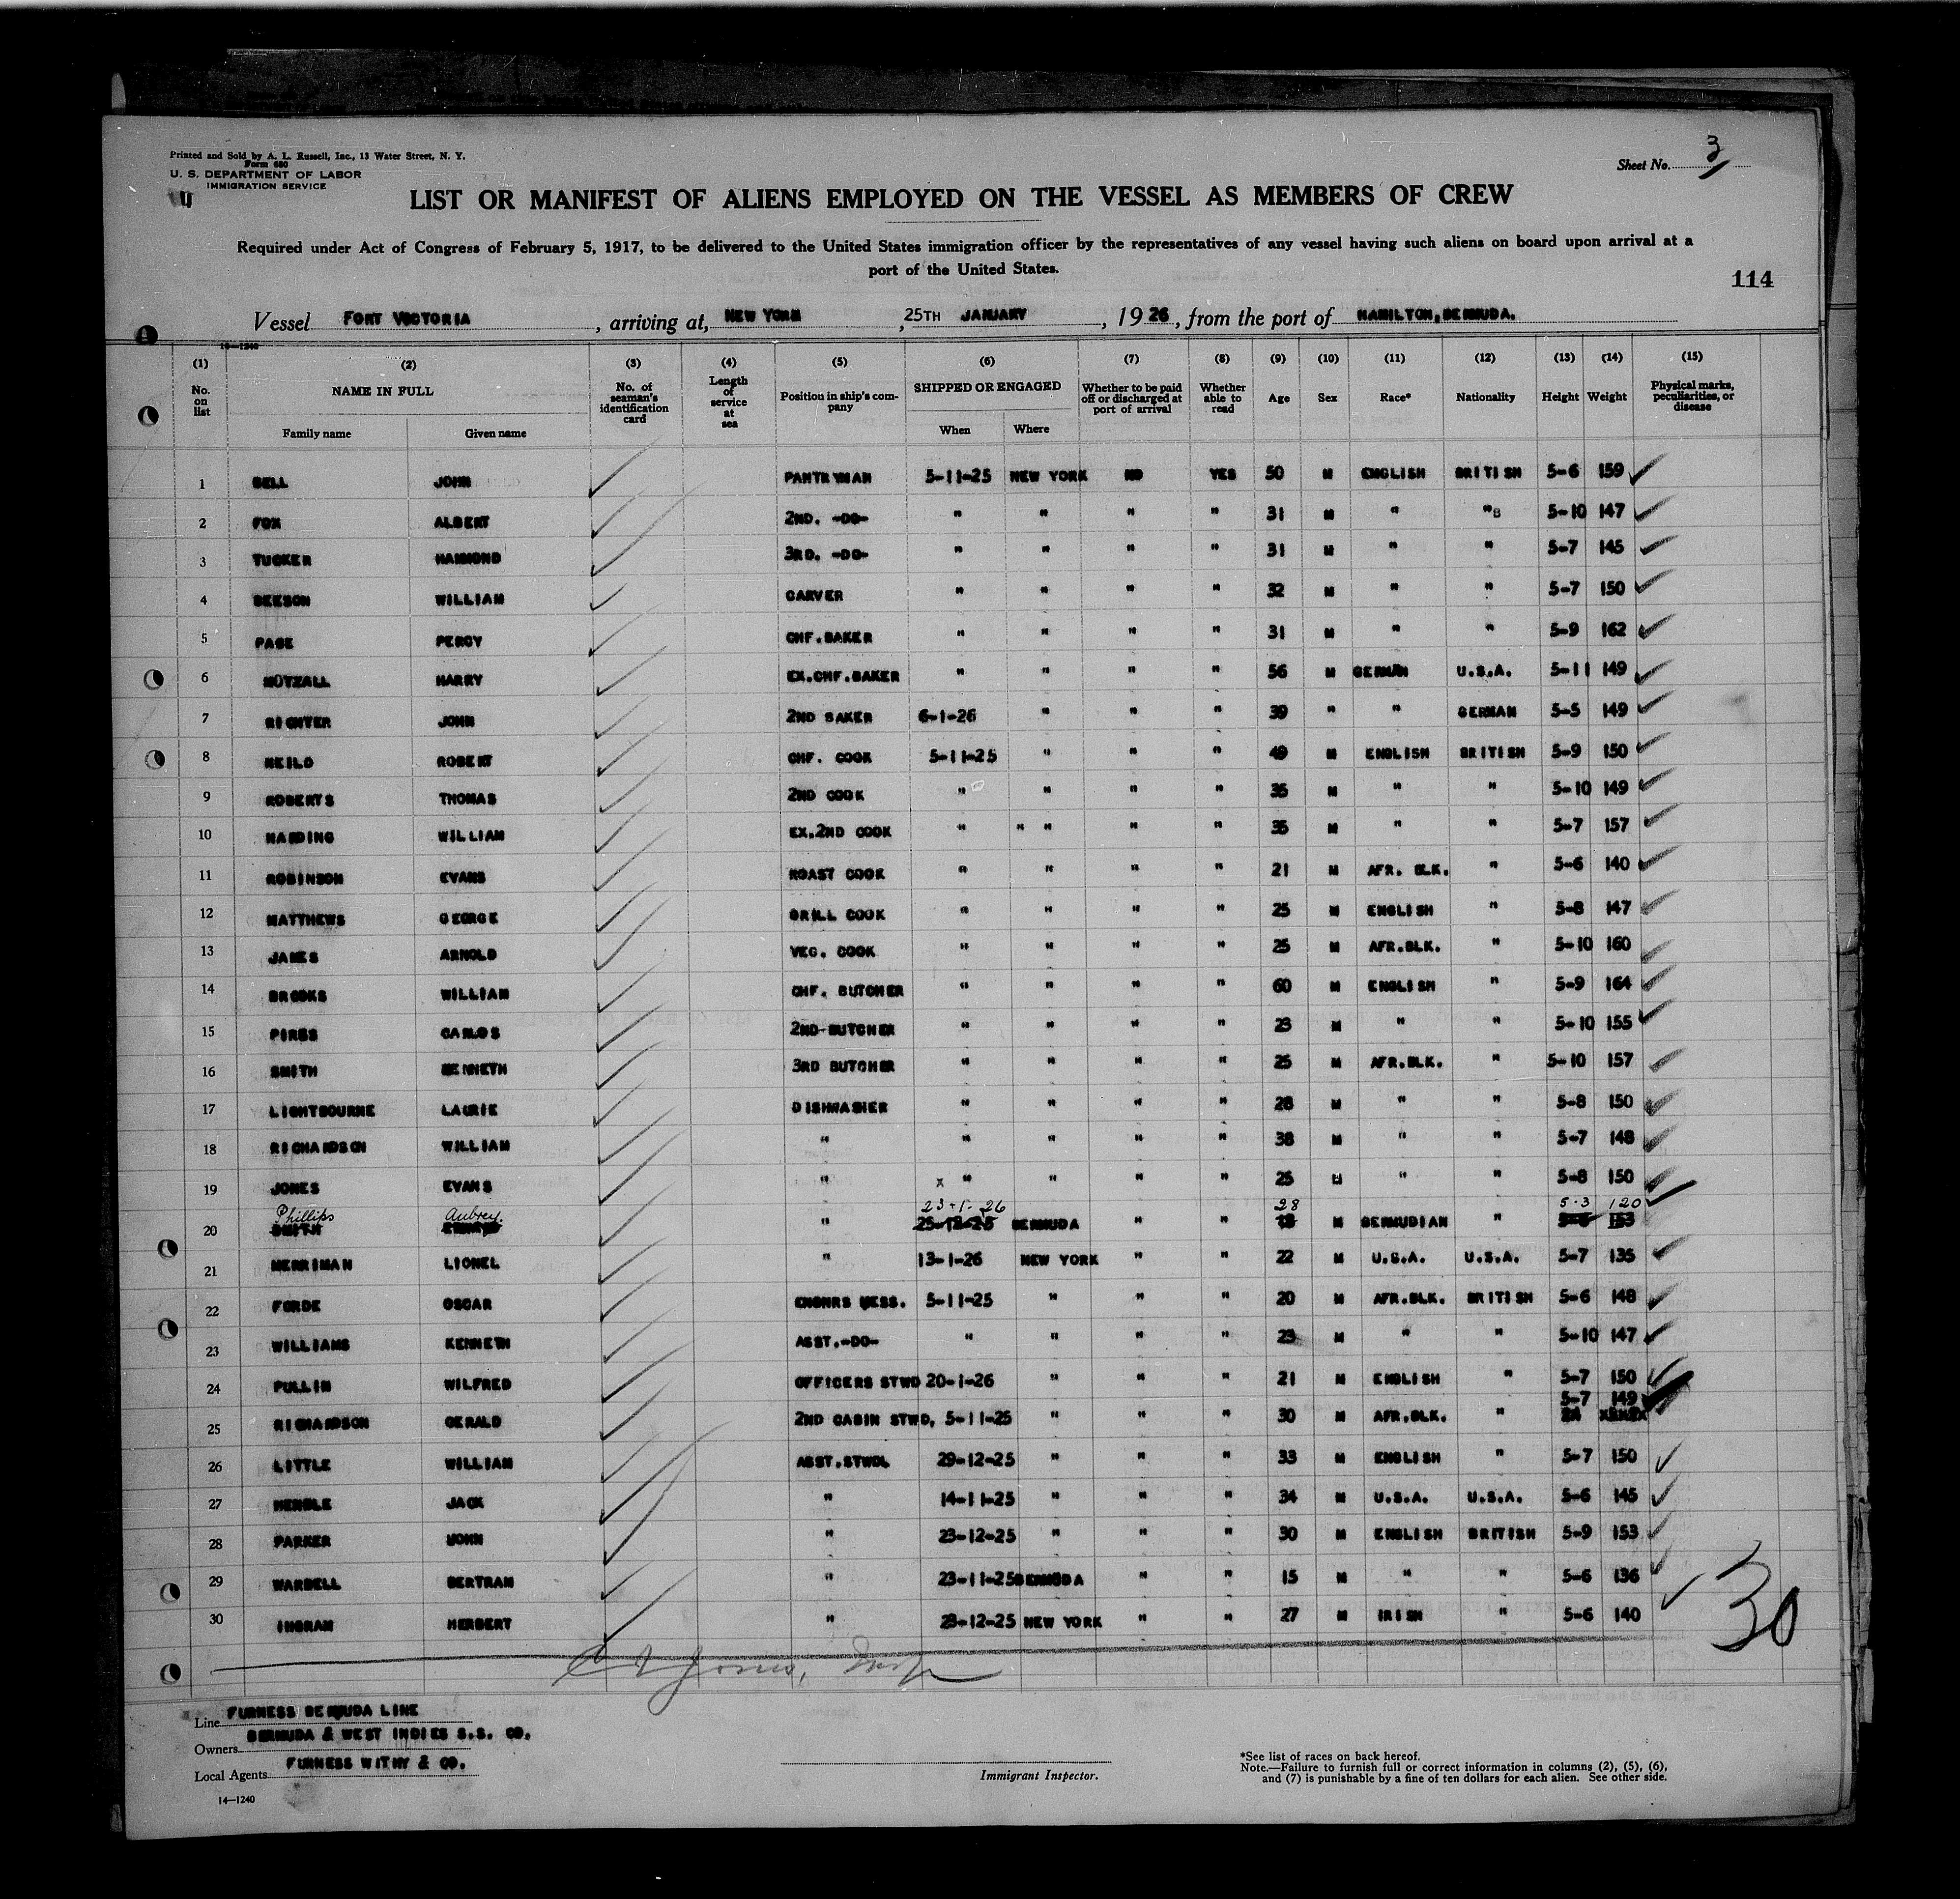 Printed and Sold by A. L. Russell, Inc., 13 Water Street, N. Y.
Form 680
U. S. DEPARTMENT OF LABOR
IMMIGRATION SERVICE
Sheet No. 3
LIST OR MANIFEST OF ALIENS EMPLOYED ON THE VESSEL AS MEMBERS OF CREW
Required under Act of Congress of February 5, 1917, to be delivered to the United States immigration officer by the representatives of any vessel having such aliens on board upon arrival at a
port of the United States.
114
Vessel FORT VICTORIA, arriving at, NEW YORK, 25TH JANUARY, 1926, from the port of HAMILTON, BERMUDA.
14—1240
(1) (2) (3) (4) (5) (6) (7) (8) (9) (10) (11) (12) (13) (14) (15)
No. on list NAME IN FULL Family name Given name No. of seaman's identification card Length of service at sea Position in ship's company SHIPPED OR ENGAGED When Where Whether to be paid off or discharged at port of arrival Whether able to read Age Sex Race* Nationality Height Weight Physical marks, peculiarities, or disease
1 BELL JOHN PANTRYMAN 5-11-25 NEW YORK NO YES 50 M ENGLISH BRITISH 5-6 159
2 FOX ALBERT 2ND. -DO- " " " " 31 M " "B 5-10 147
3 TUCKER HAMMOND 3RD. -DO- " " " " 31 M " " 5-7 145
4 BEESON WILLIAM CARVER " " " " 32 M " " 5-7 150
5 PAGE PERCY CHF.BAKER " " " " 31 M " " 5-9 162
6 HARRY EX.CHF.BAKER " " " " 56 M GERMAN U.S.A. 5-11 149
7 RICHTER JOHN 2ND BAKER 6-1-26 " " " 39 " " GERMAN 5-5 149
8 ROBERT CHF. COOK 5-11-25 " " " 49 M ENGLISH BRITISH 5-9 150
9 ROBERTS THOMAS 2ND COOK " " " " 35 M " " 5-10 149
10 HARDING WILLIAM EX.2ND COOK " " " " " 35 M " " 5-7 157
11 ROBINSON EVANS ROAST COOK " " " " 21 M AFR. BLK. " 5-6 140
12 MATTHEWS GEORGE GRILL COOK " " " " 25 M ENGLISH " 5-8 147
13 JAMES ARNOLD VEG. COOK " " " " 25 M AFR.BLK. " 5-10 160
14 BROOKS WILLIAM CHF. BUTCHER " " " " 60 M ENGLISH " 5-9 164
15 PIRES CARLOS 2ND-BUTCHER " " " " 23 M " " 5-10 155
16 SMITH KENNETH 3RD BUTCHER " " " " 25 M AFR.BLK. " 5-10 157
17 LIGHTBOURNE LAURIE DISHWASHER " " " " 28 M " " 5-8 150
18 RICHARDSON WILLIAM " " " " " 38 M " " 5-7 148
19 JONES EVANS " x " " " " 25 M " " 5-8 150
Phillips Aubrey. 23-1-26 28 5-3 120
20 SMITH " 25-12-25 BERMUDA " " 18 M BERMUDIAN " 5-6 153
21 MERRIMAN LIONEL " 13-1-26 NEW YORK " " 22 M U.S.A. U.S.A. 5-7 135
22 FORDE OSCAR ENGNRS MESS. 5-11-25 " " " 20 M AFR.BLK. BRITISH 5-6 148
23 WILLIAMS KENNETH ASST.-DO- " " " " 23 M " " 5-10 147
24 PULLIN WILFRED OFFICERS STWD 20-1-26 " " " 21 M ENGLISH " 5-7 150
5-7 149
25 RICHARDSON GERALD 2ND CABIN STWD, 5-11-25 " " 30 M AFR.BLK. "
26 LITTLE WILLIAM ASST.STWD. 29-12-25 " " " 33 M ENGLISH " 5-7 150
27 HENDLE JACK " 14-11-25 " " " 34 M U.S.A. U.S.A. 5-6 145
28 PARKER JOHN " 23-12-25 " " " 30 M ENGLISH BRITISH 5-9 153
29 WARDELL BERTRAM " 23-11-25 BERMUDA " " 15 M " " 5-6 136
30 INGRAM HERBERT " 23-12-25 NEW YORK " " 27 M IRISH " 5-6 140
30
Line FURNESS BERMUDA LINE
Owners BERMUDA & WEST INDIES S.S. CO.
Local Agents FURNESS WITHY & CO.
14—1240
Immigrant Inspector.
*See list of races on back hereof.
Note.—Failure to furnish full or correct information in columns (2), (5), (6),
and (7) is punishable by a fine of ten dollars for each alien. See other side.